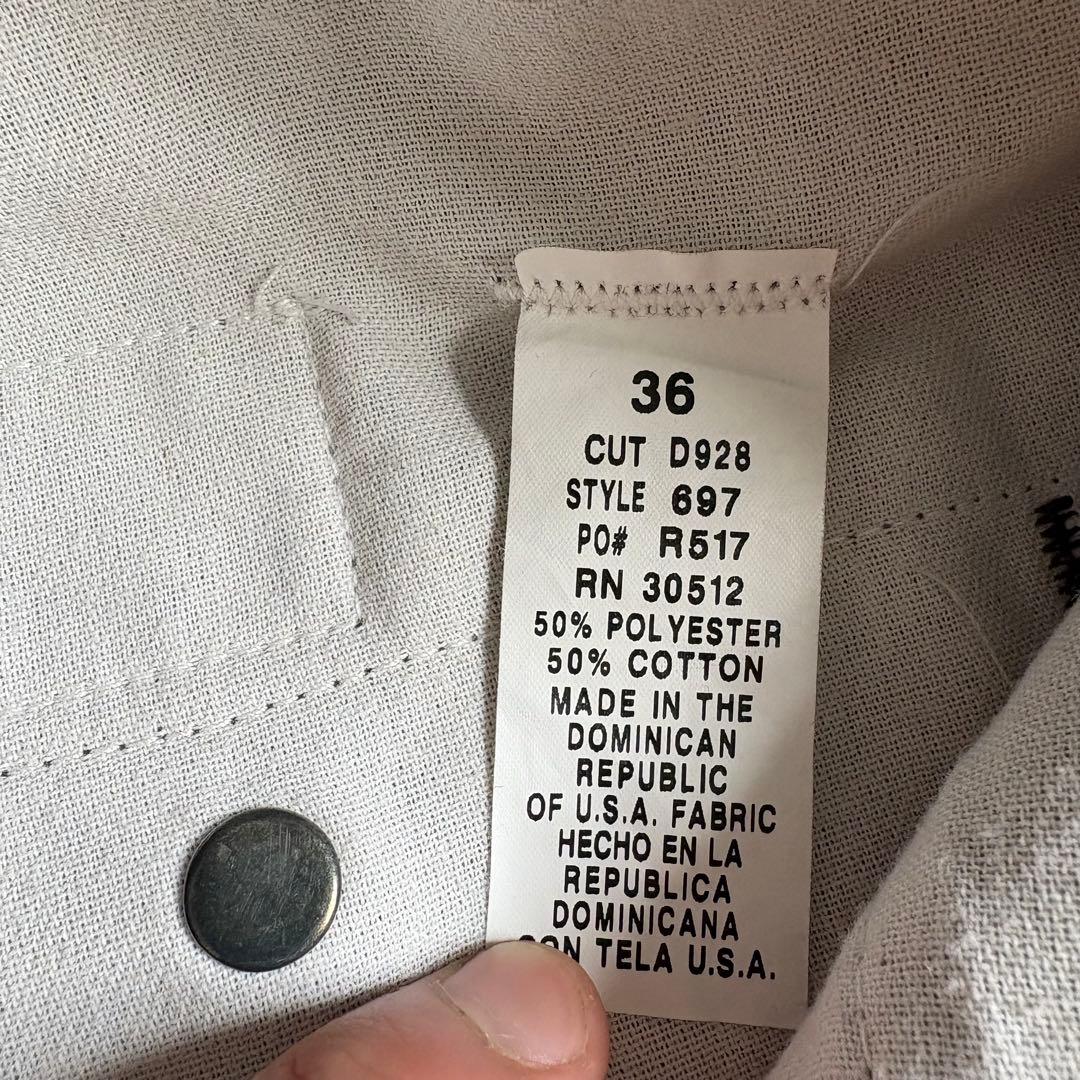 36
CUT D928
STYLE 697
PO# R517
RN 30512
50% POLYESTER
50% COTTON
MADE IN THE
DOMINICAN
REPUBLIC
OF U.S.A. FABRIC
HECHO EN LA
REPUBLICA
DOMINICANA
CON TELA U.S.A.